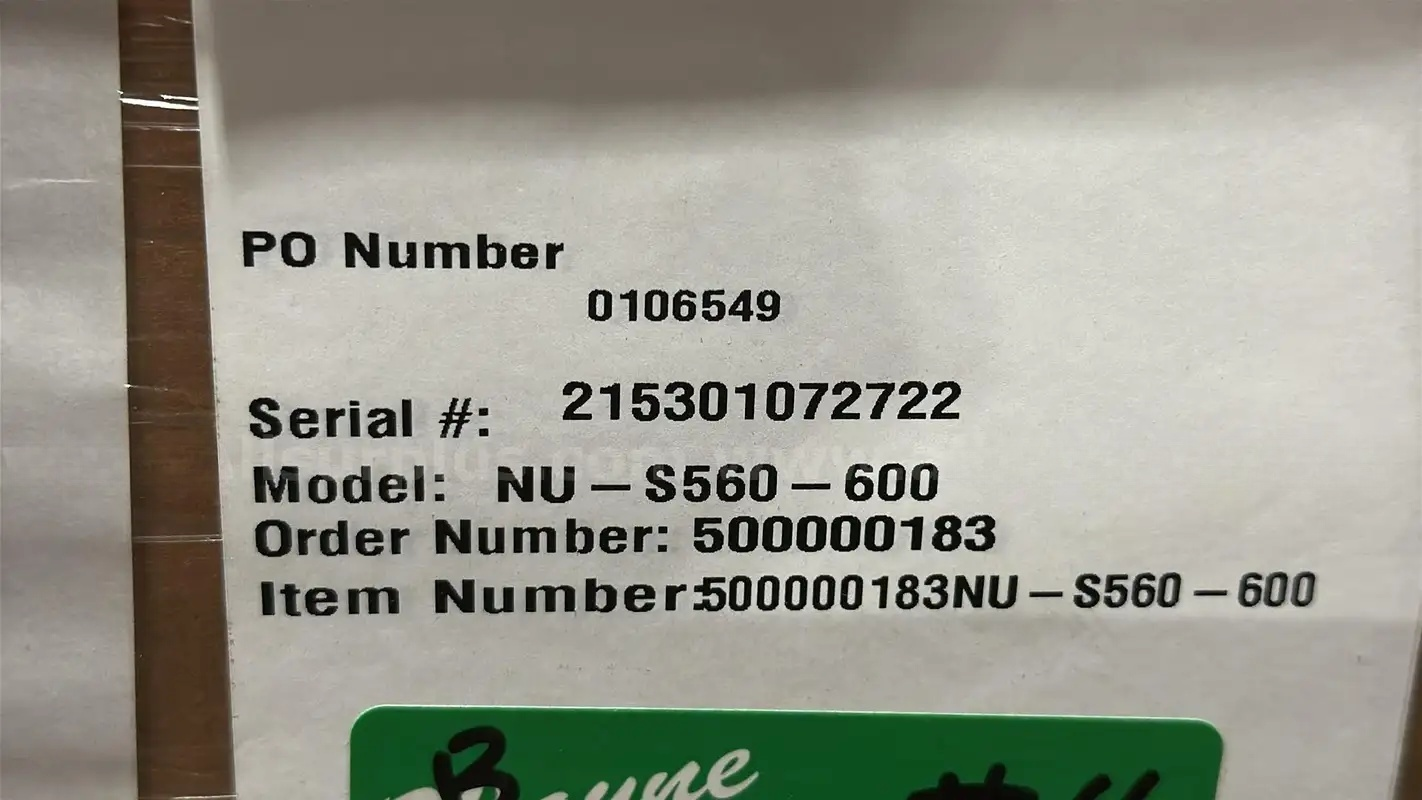 PO Number
0106549
Serial #: 215301072722
Model: NU-S560-600
Order Number: 500000183
Item Number:500000183NU-S560-600